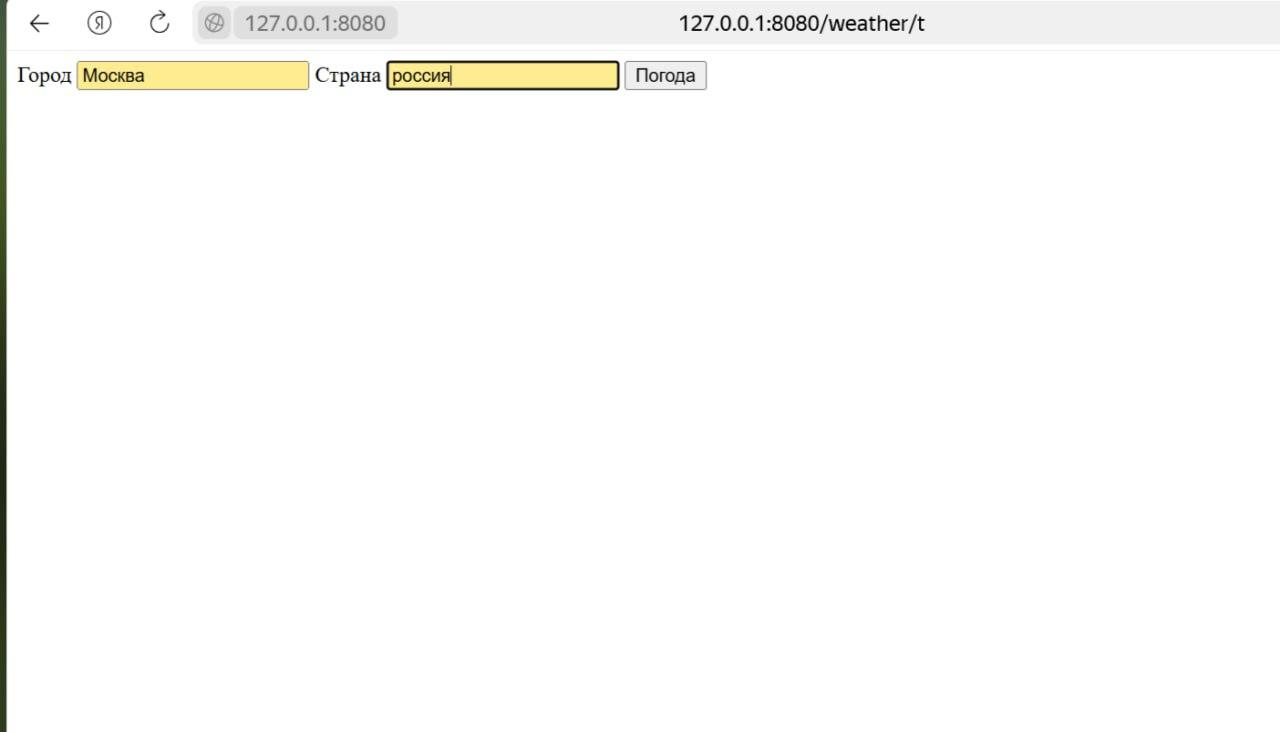 Я 127.0.0.1:8080 127.0.0.1:8080/weather/t
Город Москва Страна россия Погода